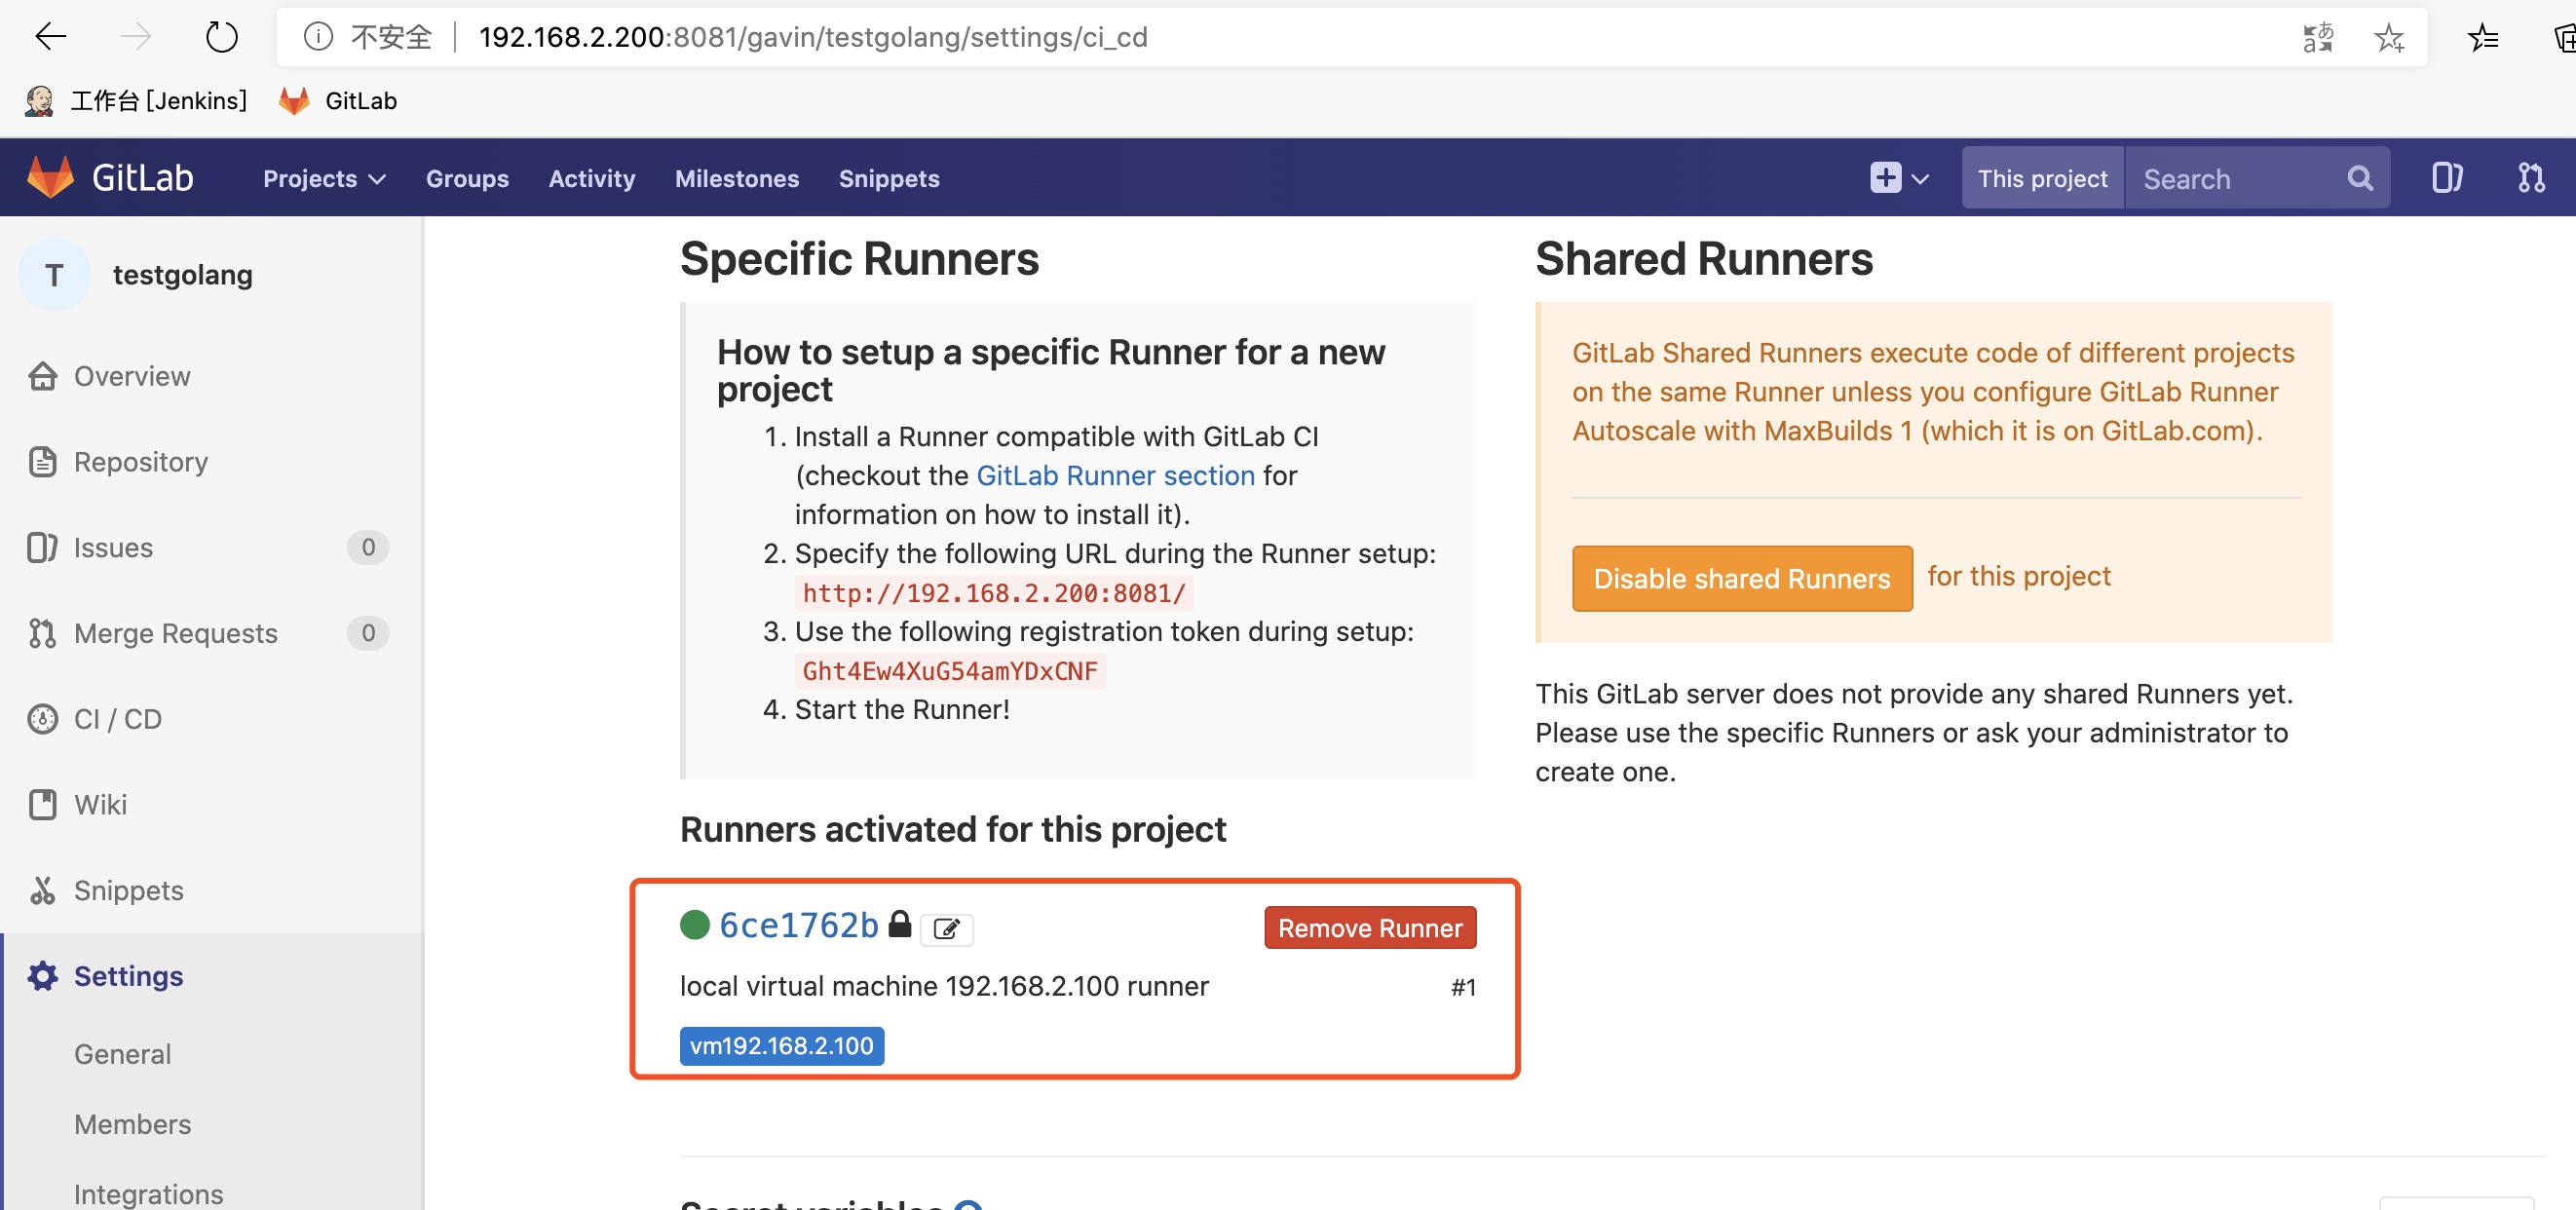 不安全 192.168.2.200:8081/gavin/testgolang/settings/ci_cd
工作台 [Jenkins] GitLab
GitLab Projects Groups Activity Milestones Snippets This project Search
testgolang
T
Overview
Repository
Issues 0
Merge Requests 0
CI / CD
Wiki
Snippets
Settings
General
Members
Integrations
Specific Runners
How to setup a specific Runner for a new
project
1. Install a Runner compatible with GitLab CI
(checkout the GitLab Runner section for
information on how to install it).
2. Specify the following URL during the Runner setup:
http://192.168.2.200:8081/
3. Use the following registration token during setup:
Ght4Ew4XuG54amYDxCNF
4. Start the Runner!
Runners activated for this project
6ce1762b Remove Runner
local virtual machine 192.168.2.100 runner #1
vm192.168.2.100
Secret variables
Shared Runners
GitLab Shared Runners execute code of different projects
on the same Runner unless you configure GitLab Runner
Autoscale with MaxBuilds 1 (which it is on GitLab.com).
Disable shared Runners for this project
This GitLab server does not provide any shared Runners yet.
Please use the specific Runners or ask your administrator to
create one.